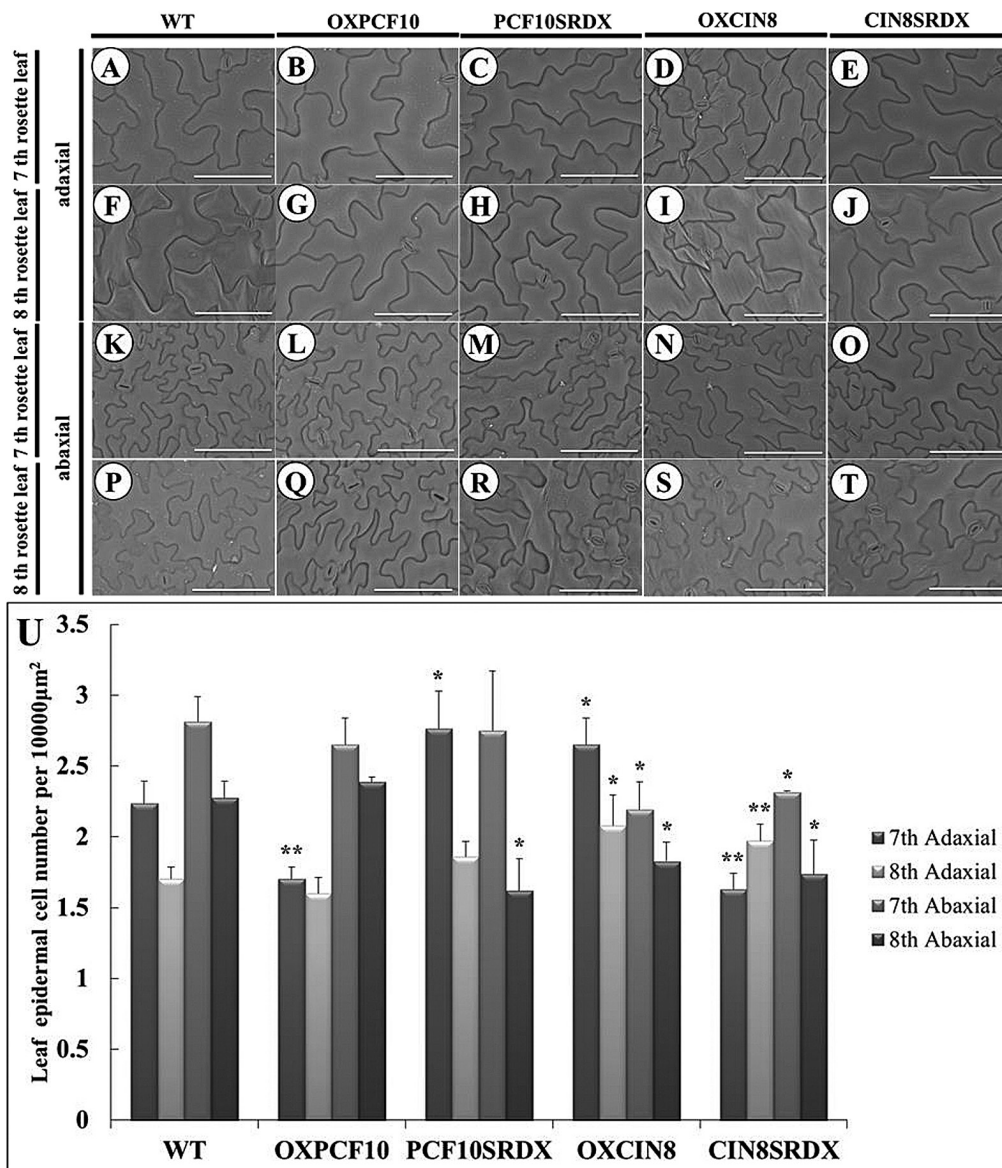 WT OXPCF10 PCF10SRDX OXCIN8 CIN8SRDX
7 th rosette leaf
8 th rosette leaf
adaxial
7 th rosette leaf
8 th rosette leaf
abaxial
A B C D E
F G H I J
K L M N O
P Q R S T
U
Leaf epidermal cell number per 10000μm²
3.5
3
2.5
2
1.5
1
0.5
0
** * * * * * * ** ** * *
WT OXPCF10 PCF10SRDX OXCIN8 CIN8SRDX
7th Adaxial
8th Adaxial
7th Abaxial
8th Abaxial